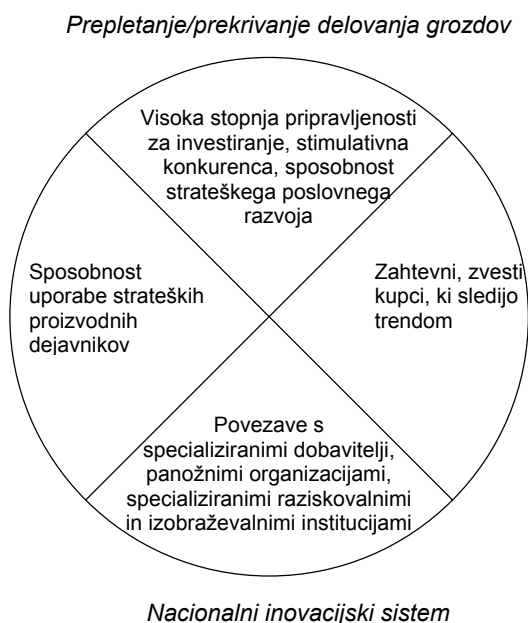 Prepletanje/prekrivanje delovanja grozdov
Visoka stopnja pripravljenosti
za investiranje, stimulativna
konkurenca, sposobnost
strateškega poslovnega
razvoja
Sposobnost
uporabe strateških
proizvodnih
dejavnikov
Zahtevni, zvesti
kupci, ki sledijo
trendom
Povezave s
specializiranimi dobavitelji,
panožnimi organizacijami,
specializiranimi raziskovalnimi
in izobraževalnimi institucijami
Nacionalni inovacijski sistem